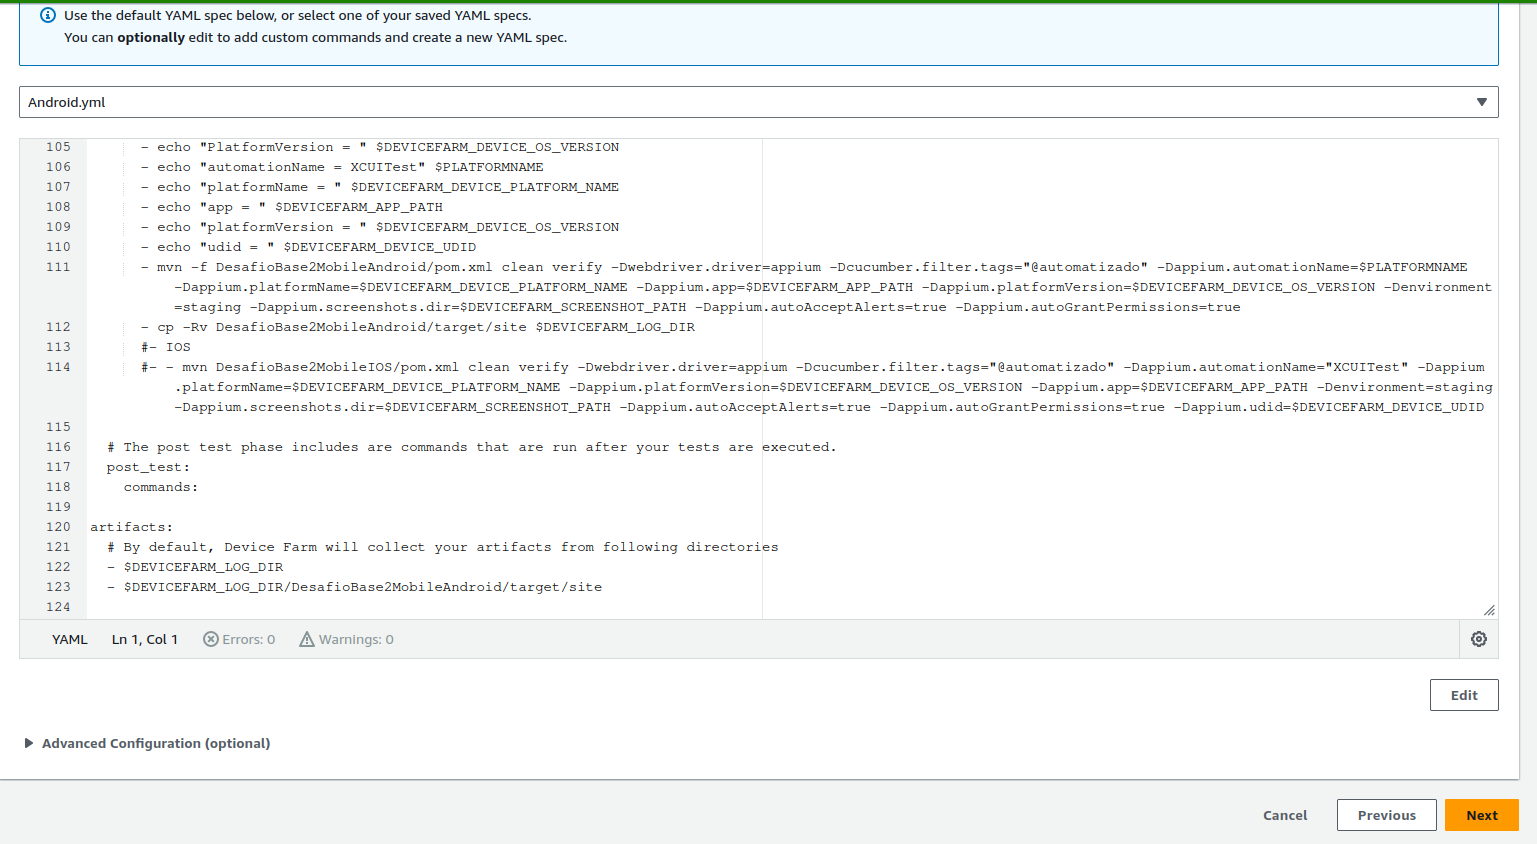 Use the default YAML spec below, or select one of your saved YAML specs.
You can optionally edit to add custom commands and create a new YAML spec.
Android.yml
105 - echo "PlatformVersion = " $DEVICEFARM_DEVICE_OS_VERSION
106 - echo "automationName = XCUITest" $PLATFORMNAME
107 - echo "platformName = " $DEVICEFARM_DEVICE_PLATFORM_NAME
108 - echo "app = " $DEVICEFARM_APP_PATH
109 - echo "platformVersion = " $DEVICEFARM_DEVICE_OS_VERSION
110 - echo "udid = " $DEVICEFARM_DEVICE_UDID
111 - mvn -f DesafioBase2MobileAndroid/pom.xml clean verify -Dwebdriver.driver=appium -Dcucumber.filter.tags="@automatizado" -Dappium.automationName=$PLATFORMNAME
-Dappium.platformName=$DEVICEFARM_DEVICE_PLATFORM_NAME -Dappium.app=$DEVICEFARM_APP_PATH -Dappium.platformVersion=$DEVICEFARM_DEVICE_OS_VERSION -Denvironment
=staging -Dappium.screenshots.dir=$DEVICEFARM_SCREENSHOT_PATH -Dappium.autoAcceptAlerts=true -Dappium.autoGrantPermissions=true
112 - cp -Rv DesafioBase2MobileAndroid/target/site $DEVICEFARM_LOG_DIR
113 #- IOS
114 #- - mvn DesafioBase2MobileIOS/pom.xml clean verify -Dwebdriver.driver=appium -Dcucumber.filter.tags="@automatizado" -Dappium.automationName="XCUITest" -Dappium
.platformName=$DEVICEFARM_DEVICE_PLATFORM_NAME -Dappium.platformVersion=$DEVICEFARM_DEVICE_OS_VERSION -Dappium.app=$DEVICEFARM_APP_PATH -Denvironment=staging
-Dappium.screenshots.dir=$DEVICEFARM_SCREENSHOT_PATH -Dappium.autoAcceptAlerts=true -Dappium.autoGrantPermissions=true -Dappium.udid=$DEVICEFARM_DEVICE_UDID
115
116 # The post test phase includes are commands that are run after your tests are executed.
117 post_test:
118 commands:
119
120 artifacts:
121 # By default, Device Farm will collect your artifacts from following directories
122 - $DEVICEFARM_LOG_DIR
123 - $DEVICEFARM_LOG_DIR/DesafioBase2MobileAndroid/target/site
124
YAML Ln 1, Col 1 Errors: 0 Warnings: 0
Edit
Advanced Configuration (optional)
Cancel Previous Next